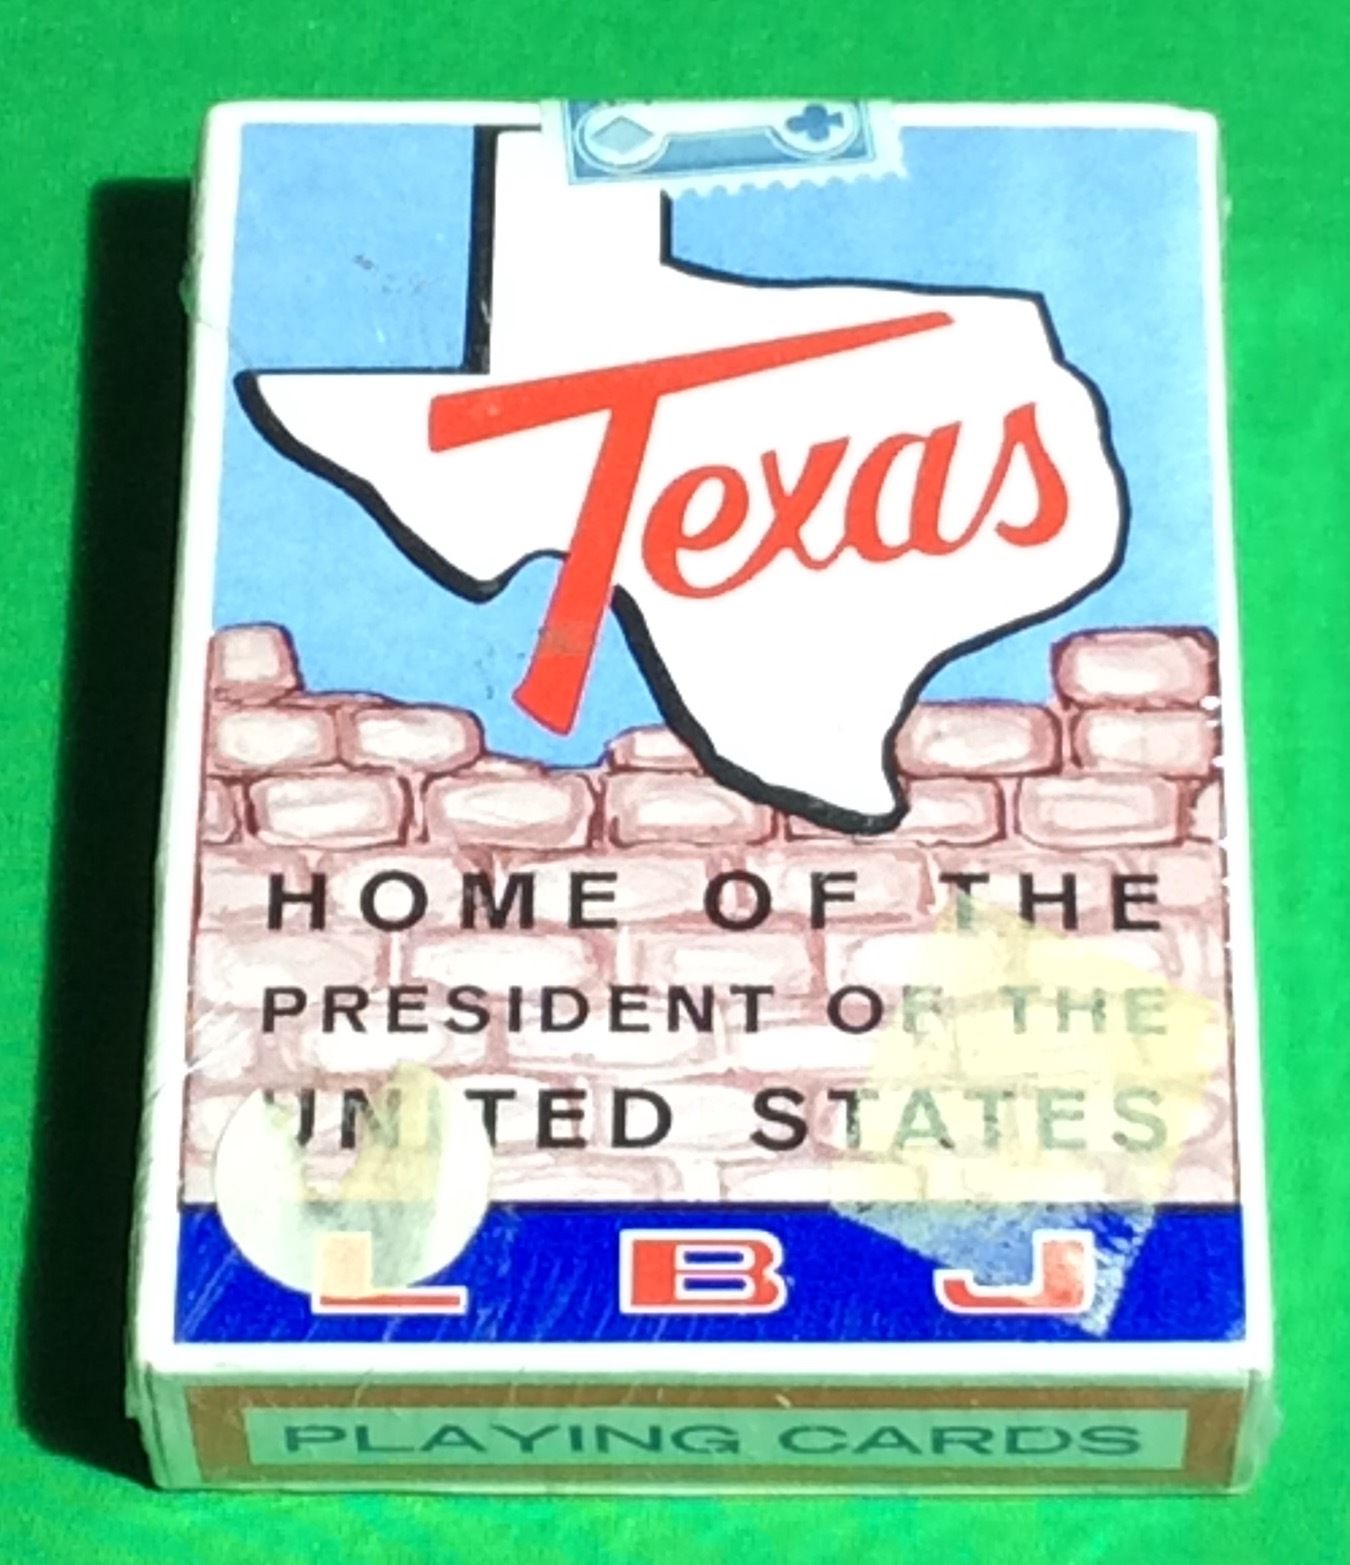 Texas
HOME OF THE
PRESIDENT OF THE
UNITED STATES
L B J
PLAYING CARDS